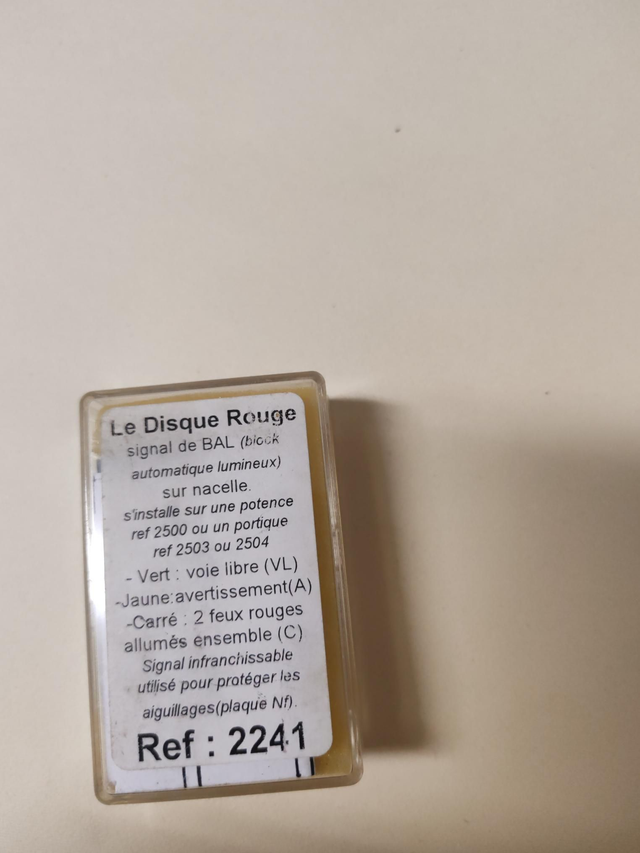 Le Disque Rouge
signal de BAL (block
automatique lumineux)
sur nacelle.
s'installe sur une potence
ref 2500 ou un portique
ref 2503 ou 2504
- Vert : voie libre (VL)
-Jaune:avertissement(A)
-Carré : 2 feux rouges
allumés ensemble (C)
Signal infranchissable
utilisé pour protéger les
aiguillages(plaque Nf).
Ref : 2241